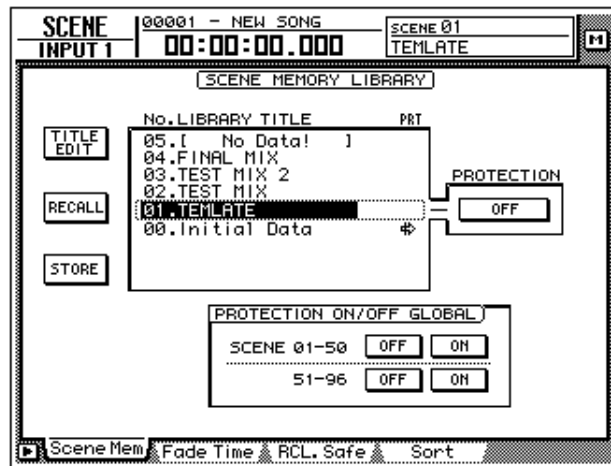 SCENE 00001 - NEW SONG SCENE 01
INPUT 1 00:00:00.000 TEMLATE M
SCENE MEMORY LIBRARY
No.LIBRARY TITLE PRT
TITLE EDIT
05.[ No Data! ]
04.FINAL MIX
03.TEST MIX 2
02.TEST MIX
PROTECTION
RECALL
01.TEMLATE
OFF
00.Initial Data
STORE
PROTECTION ON/OFF GLOBAL
SCENE 01-50 OFF ON
51-96 OFF ON
Scene Mem Fade Time RCL. Safe Sort